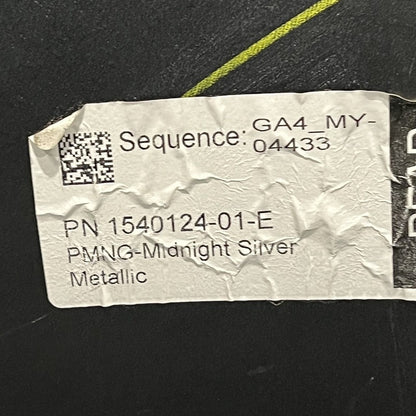 Sequence: GA4_MY-
04433
PN 1540124-01-E
PMNG-Midnight Silver
Metallic